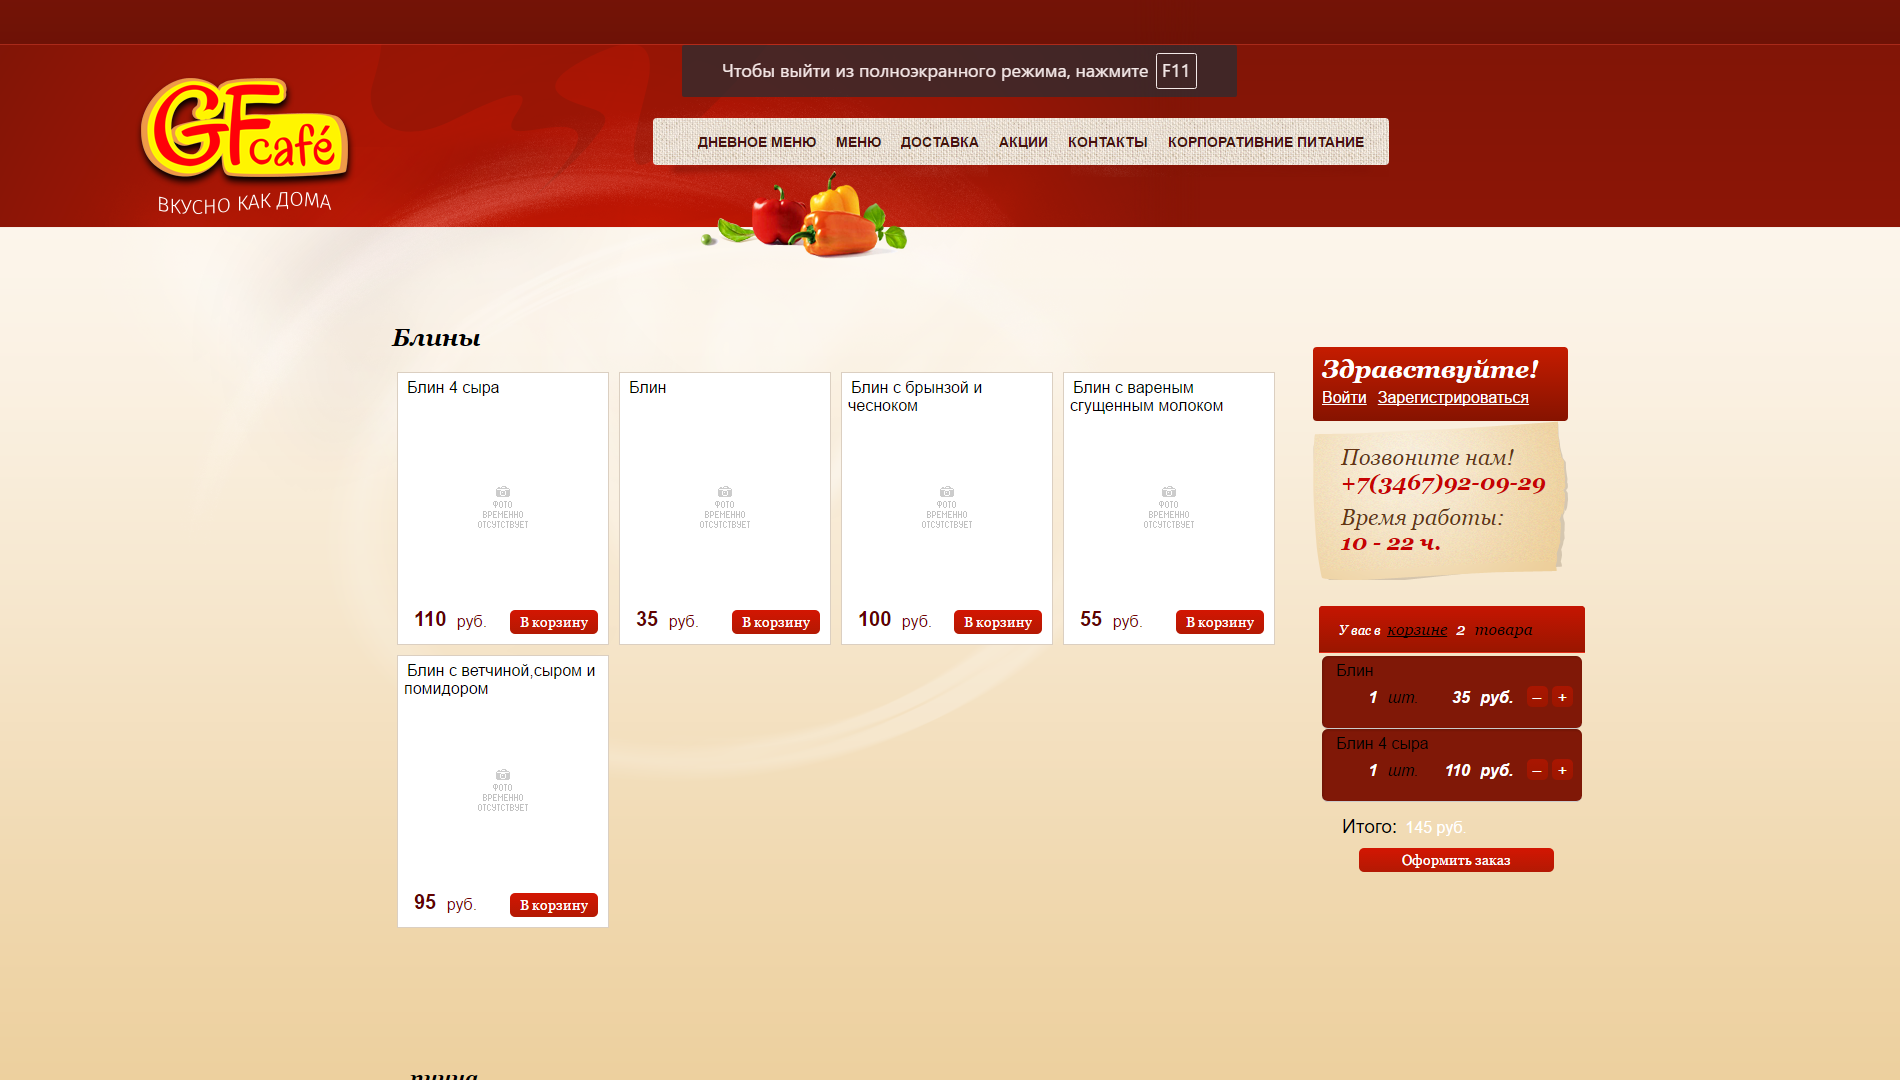 Чтобы выйти из полноэкранного режима, нажмите F11
GF café
ВКУСНО КАК ДОМА
ДНЕВНОЕ МЕНЮ МЕНЮ ДОСТАВКА АКЦИИ КОНТАКТЫ КОРПОРАТИВНИЕ ПИТАНИЕ
Блины
Блин 4 сыра
ФОТО
ВРЕМЕННО
ОТСУТСТВУЕТ
110 руб. В корзину
Блин
ФОТО
ВРЕМЕННО
ОТСУТСТВУЕТ
35 руб. В корзину
Блин с брынзой и
чесноком
ФОТО
ВРЕМЕННО
ОТСУТСТВУЕТ
100 руб. В корзину
Блин с вареным
сгущенным молоком
ФОТО
ВРЕМЕННО
ОТСУТСТВУЕТ
55 руб. В корзину
Блин с ветчиной,сыром и
помидором
ФОТО
ВРЕМЕННО
ОТСУТСТВУЕТ
95 руб. В корзину
Здравствуйте!
Войти Зарегистрироваться
Позвоните нам!
+7(3467)92-09-29
Время работы:
10 - 22 ч.
У вас в корзине 2 товара
Блин
1 шт. 35 руб. – +
Блин 4 сыра
1 шт. 110 руб. – +
Итого: 145 руб.
Оформить заказ